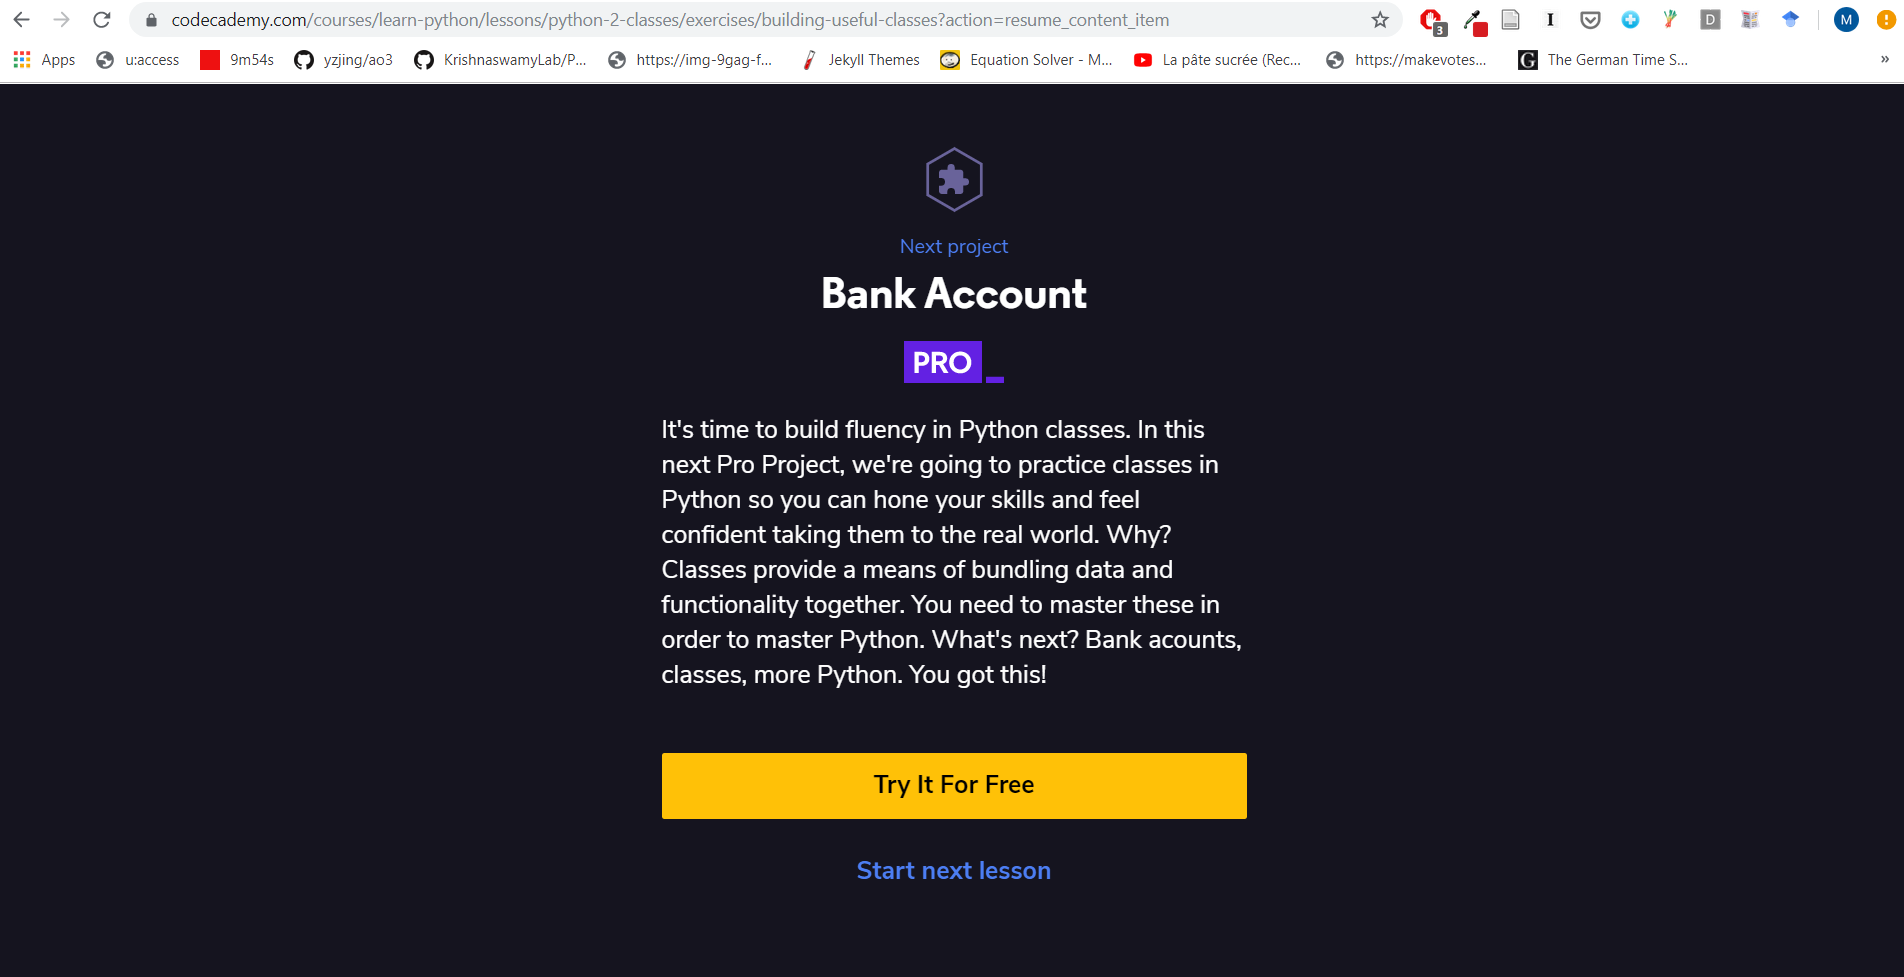 codecademy.com/courses/learn-python/lessons/python-2-classes/exercises/building-useful-classes?action=resume_content_item 3 I D M
Apps u:access 9m54s yzjing/ao3 KrishnaswamyLab/P... https://img-9gag-f... Jekyll Themes Equation Solver - M... La pâte sucrée (Rec... https://makevotes... G The German Time S... »
Next project
Bank Account
PRO
It's time to build fluency in Python classes. In this
next Pro Project, we're going to practice classes in
Python so you can hone your skills and feel
confident taking them to the real world. Why?
Classes provide a means of bundling data and
functionality together. You need to master these in
order to master Python. What's next? Bank acounts,
classes, more Python. You got this!
Try It For Free
Start next lesson